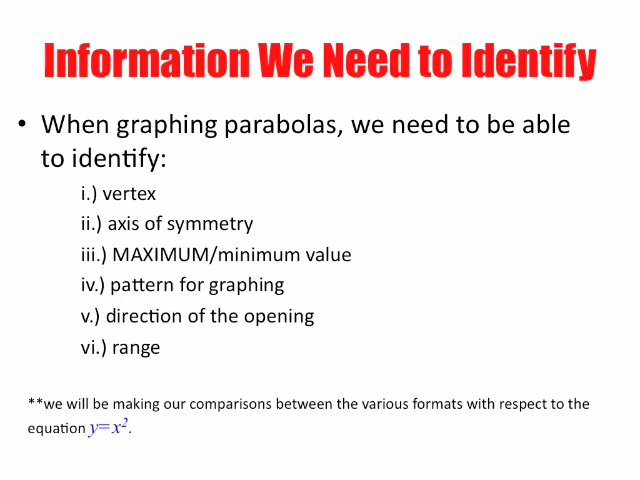 Information We Need to Identify
• When graphing parabolas, we need to be able
to identify:
i.) vertex
ii.) axis of symmetry
iii.) MAXIMUM/minimum value
iv.) pattern for graphing
v.) direction of the opening
vi.) range
**we will be making our comparisons between the various formats with respect to the
equation y=x².